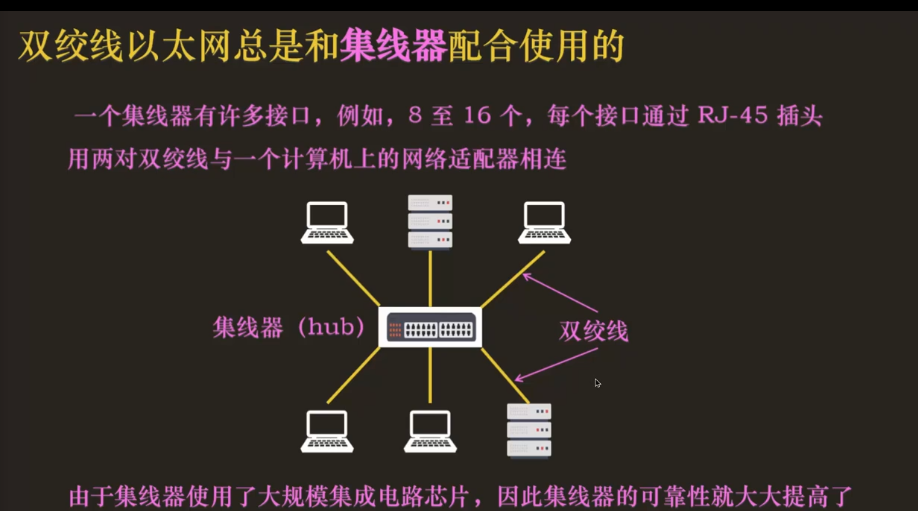 双绞线以太网总是和集线器配合使用的
一个集线器有许多接口，例如，8 至 16 个，每个接口通过 RJ-45 插头
用两对双绞线与一个计算机上的网络适配器相连
集线器（hub）
双绞线
由于集线器使用了大规模集成电路芯片，因此集线器的可靠性就大大提高了